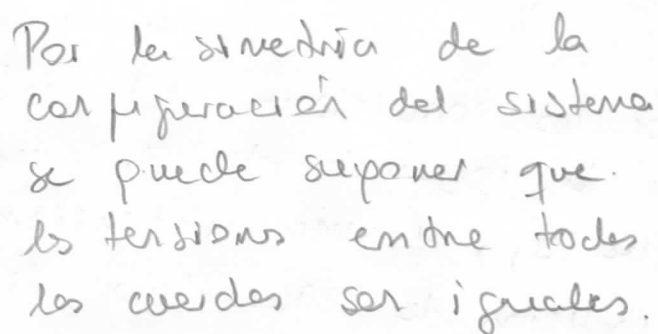 Por la simetría de la
configuración del sistema
se puede suponer que
las tensiones entre todas
las cuerdas son iguales.